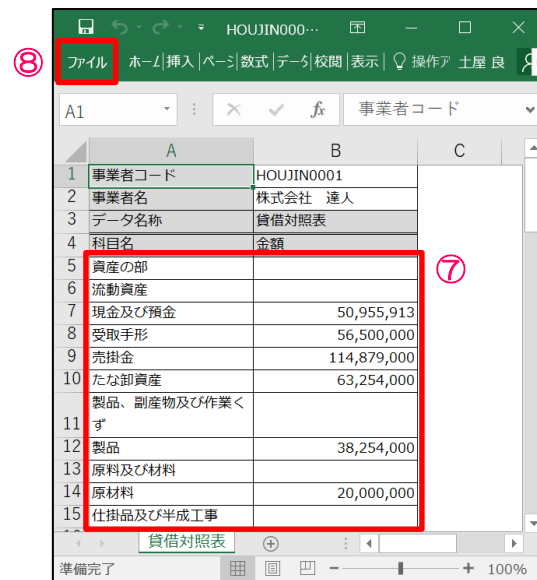 HOUJIN000…
⑧
ファイル ホーム 挿入 ページ 数式 データ 校閲 表示 操作ア 土屋 良
A1 fx 事業者コード
A B C
1 事業者コード HOUJIN0001
2 事業者名 株式会社 達人
3 データ名称 貸借対照表
4 科目名 金額
⑦
5 資産の部
6 流動資産
7 現金及び預金 50,955,913
8 受取手形 56,500,000
9 売掛金 114,879,000
10 たな卸資産 63,254,000
製品、副産物及び作業く
11 ず
12 製品 38,254,000
13 原料及び材料
14 原材料 20,000,000
15 仕掛品及び半成工事
貸借対照表
準備完了 100%